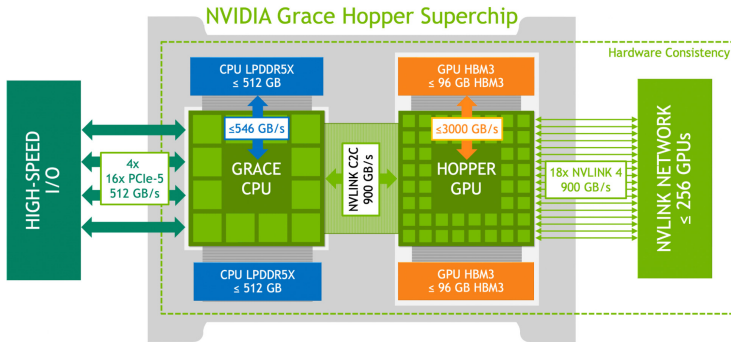 NVIDIA Grace Hopper Superchip
Hardware Consistency
CPU LPDDR5X
≤ 512 GB
GPU HBM3
≤ 96 GB HBM3
≤546 GB/s
≤3000 GB/s
HIGH-SPEED
I/O
4x
16x PCIe-5
512 GB/s
GRACE
CPU
NVLINK C2C
900 GB/s
HOPPER
GPU
18x NVLINK 4
900 GB/s
NVLINK NETWORK
≤ 256 GPUs
CPU LPDDR5X
≤ 512 GB
GPU HBM3
≤ 96 GB HBM3